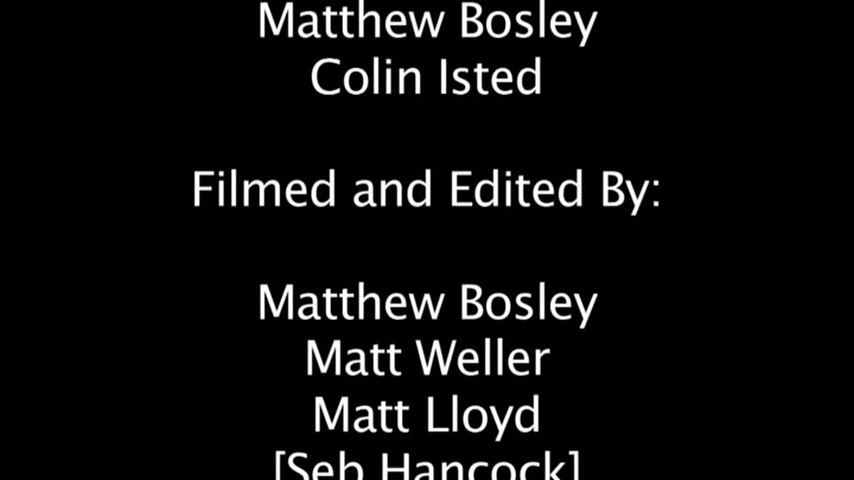 Matthew Bosley
Colin Isted
Filmed and Edited By:
Matthew Bosley
Matt Weller
Matt Lloyd
[Seb Hancock]